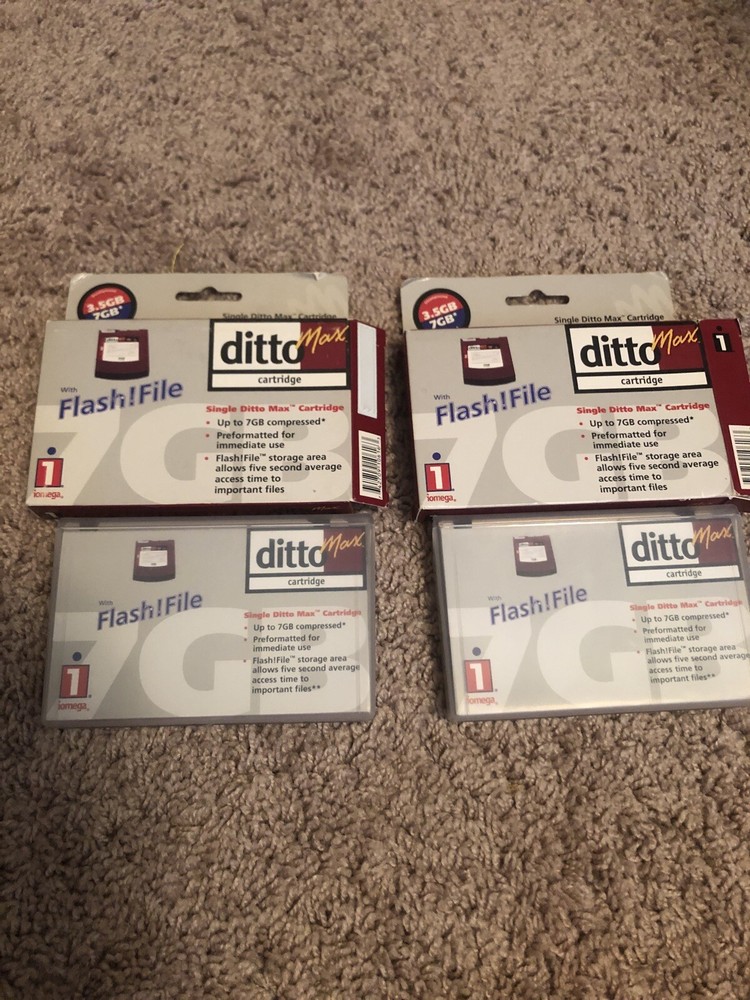 3.5GB
7GB*
Single Ditto Max™ Cartridge
ditto Max
cartridge
With
Flash!File
7GB
Single Ditto Max™ Cartridge
• Up to 7GB compressed*
• Preformatted for
immediate use
• Flash!File™ storage area
allows five second average
access time to
important files
iomega
3.5GB
7GB*
Single Ditto Max™ Cartridge
i
ditto Max
cartridge
With
Flash!File
7GB
Single Ditto Max™ Cartridge
• Up to 7GB compressed*
• Preformatted for
immediate use
• Flash!File™ storage area
allows five second average
access time to
important files
iomega
ditto Max
cartridge
With
Flash!File
7GB
Single Ditto Max™ Cartridge
• Up to 7GB compressed*
• Preformatted for
immediate use
• Flash!File™ storage area
allows five second average
access time to
important files**
iomega
ditto Max
cartridge
With
Flash!File
7GB
Single Ditto Max™ Cartridge
• Up to 7GB compressed*
• Preformatted for
immediate use
• Flash!File™ storage area
allows five second average
access time to
important files**
iomega